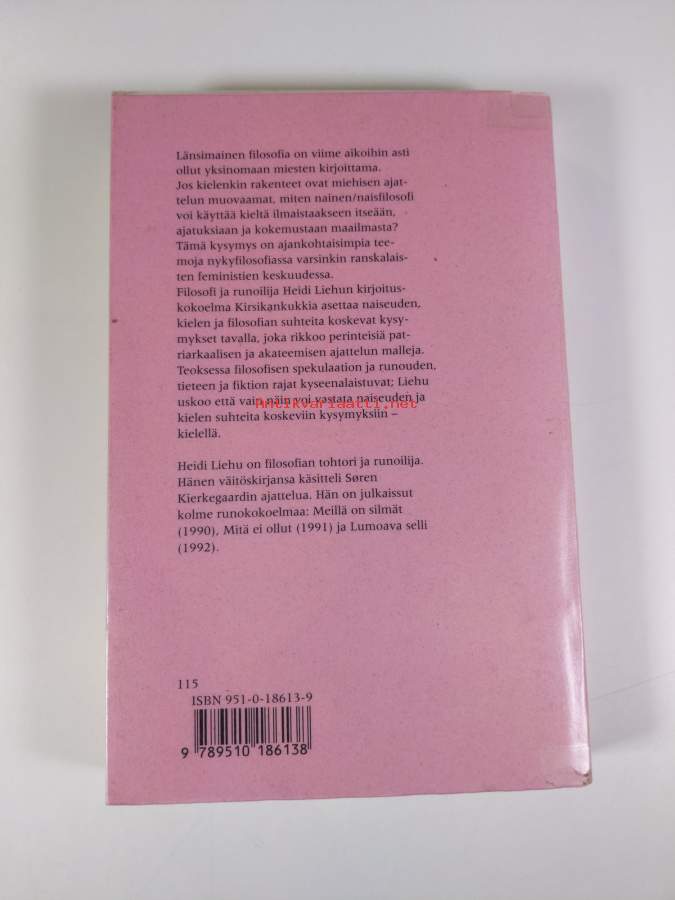 Länsimainen filosofia on viime aikoihin asti
ollut yksinomaan miesten kirjoittama.
Jos kielenkin rakenteet ovat miehisen ajat-
telun muovaamat, miten nainen/naisfilosofi
voi käyttää kieltä ilmaistaakseen itseään,
ajatuksiaan ja kokemustaan maailmasta?
Tämä kysymys on ajankohtaisimpia tee-
moja nykyfilosofiassa varsinkin ranskalais-
ten feministien keskuudessa.
Filosofi ja runoilija Heidi Liehun kirjoitus-
kokoelma Kirsikankukkia asettaa naiseuden,
kielen ja filosofian suhteita koskevat kysy-
mykset tavalla, joka rikkoo perinteisiä pat-
riarkaalisen ja akateemisen ajattelun malleja.
Teoksessa filosofisen spekulaation ja runouden,
tieteen ja fiktion rajat kyseenalaistuvat; Liehu
uskoo että vain näin voi vastata naiseuden ja
Antikvariaatti.net
kielen suhteita koskeviin kysymyksiin –
kielellä.
Heidi Liehu on filosofian tohtori ja runoilija.
Hänen väitöskirjansa käsitteli Søren
Kierkegaardin ajattelua. Hän on julkaissut
kolme runokokoelmaa: Meillä on silmät
(1990), Mitä ei ollut (1991) ja Lumoava selli
(1992).
115
ISBN 951-0-18613-9
9 789510 186138